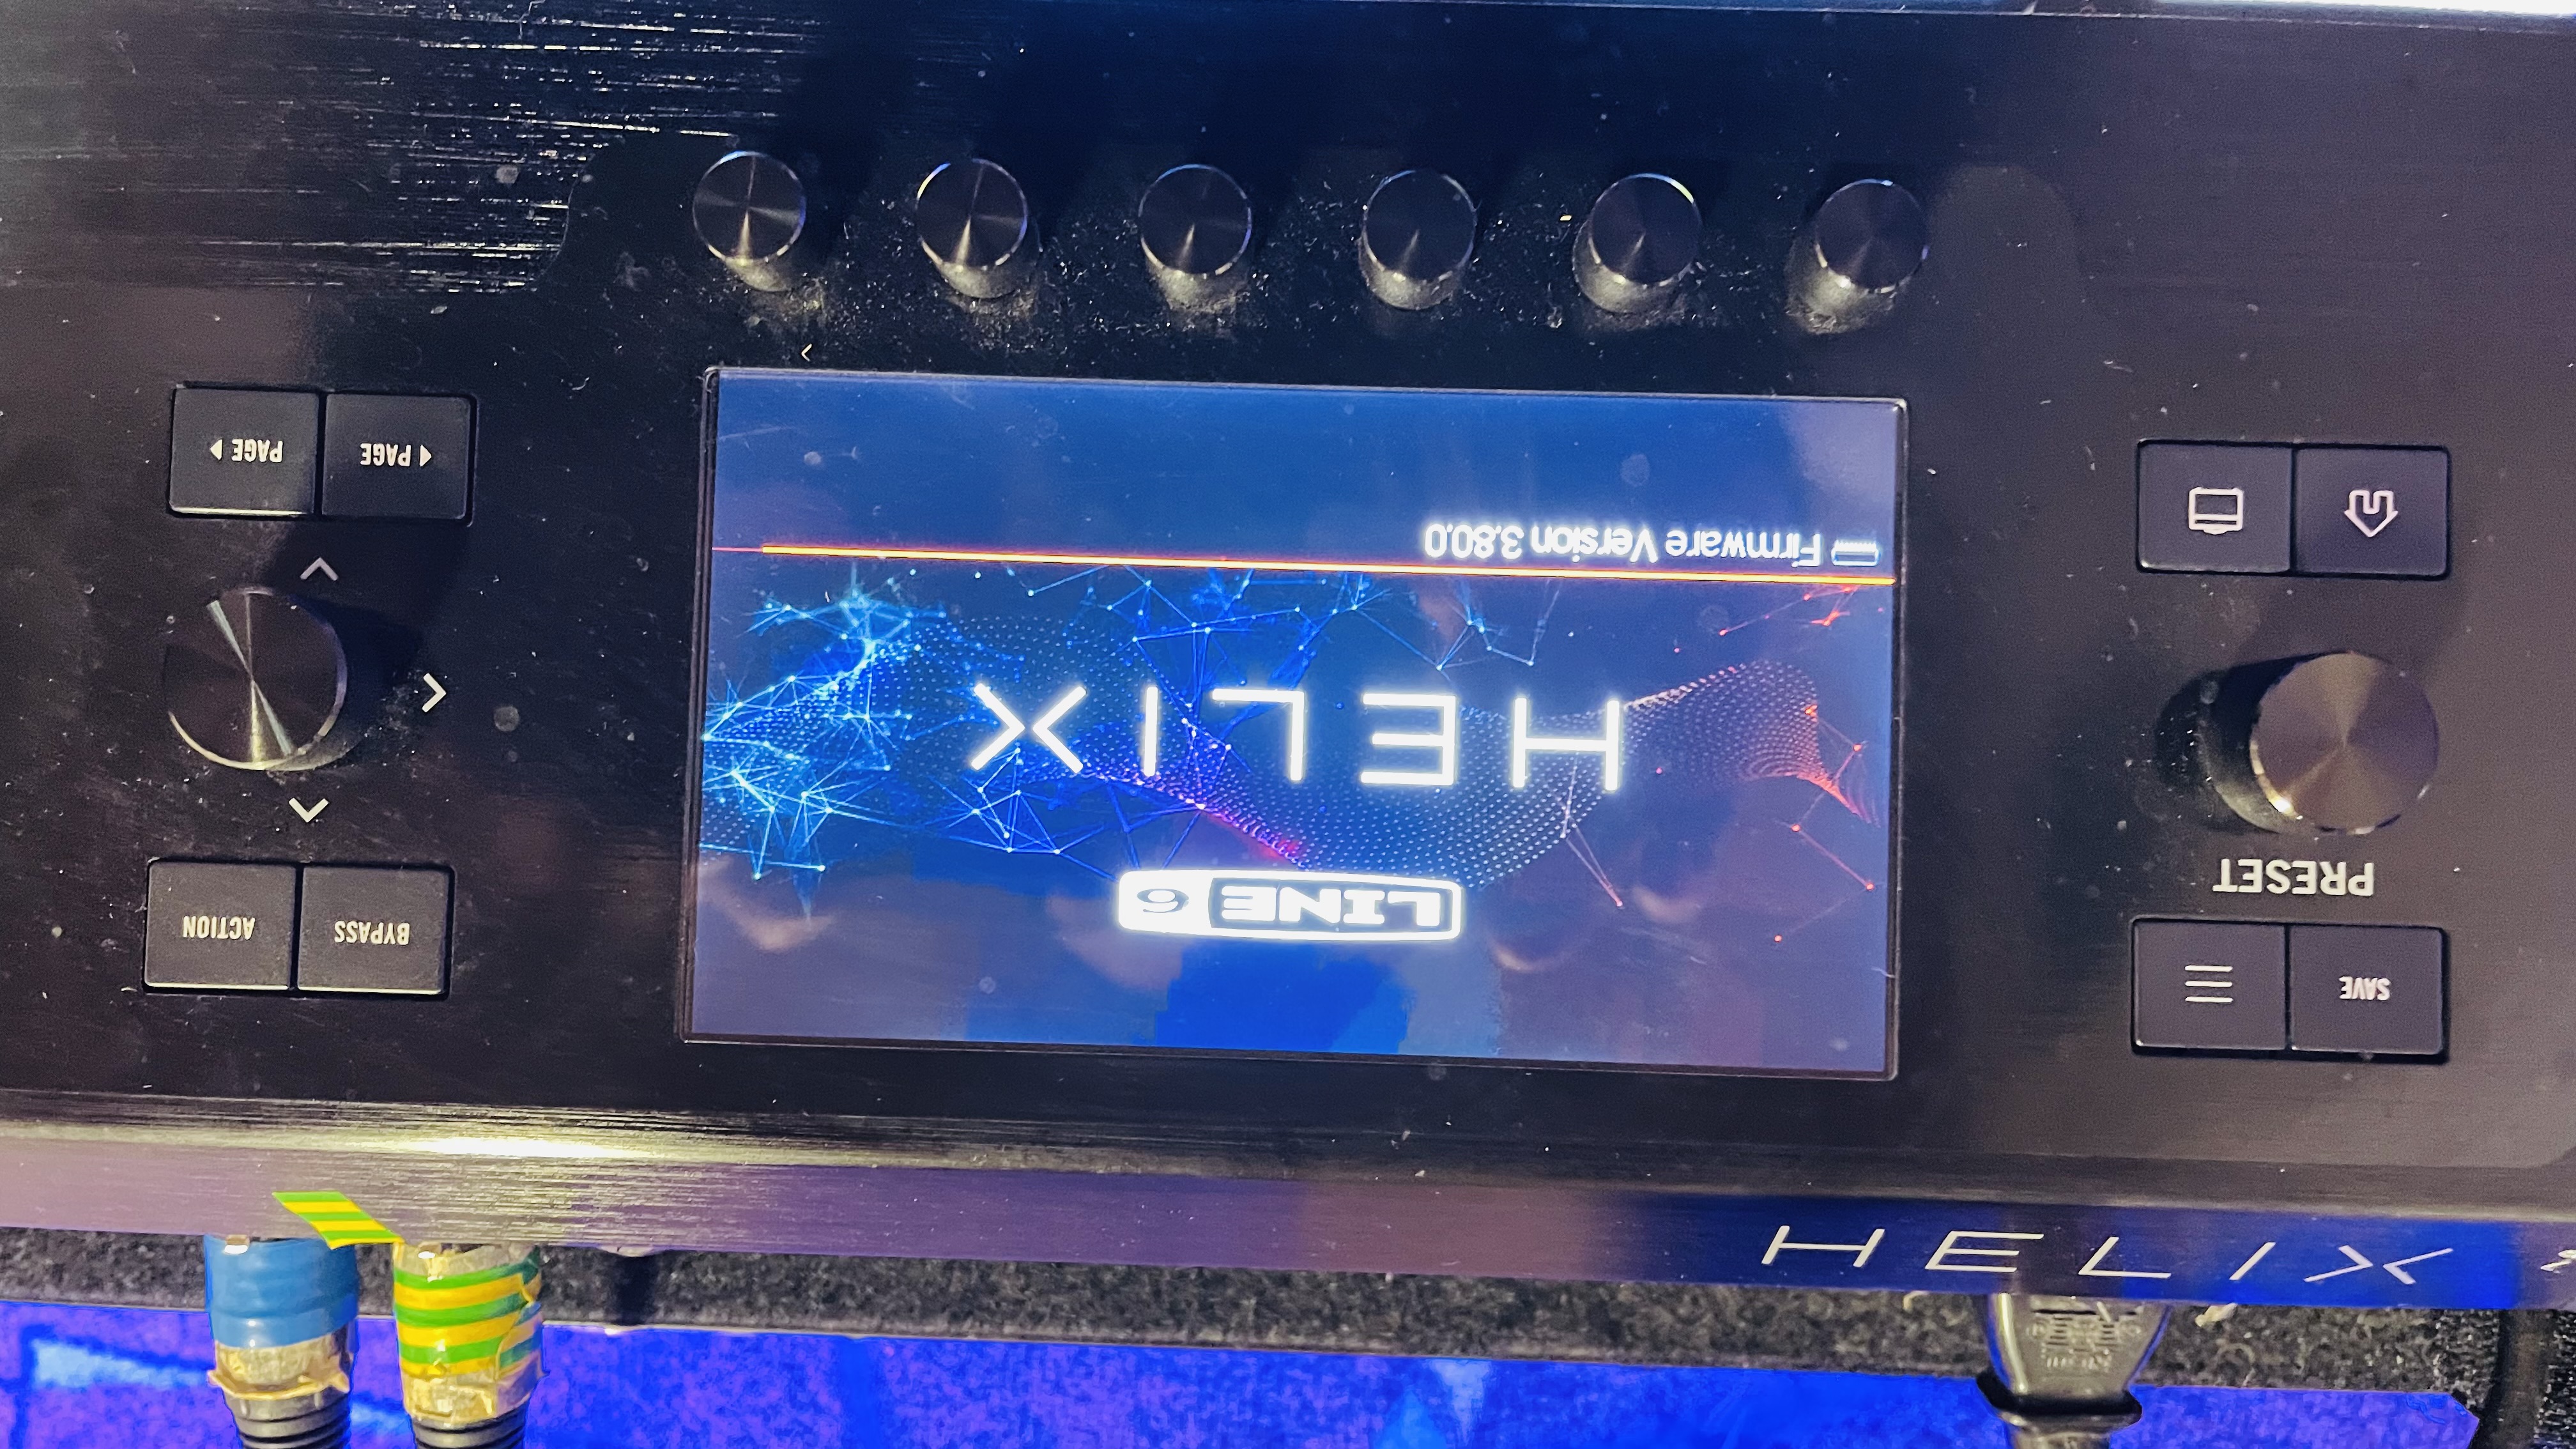 HELIX
SAVE
PRESET
BYPASS
ACTION
LINE 6
HELIX
Firmware Version 3.80.0
◀ PAGE
PAGE ▶